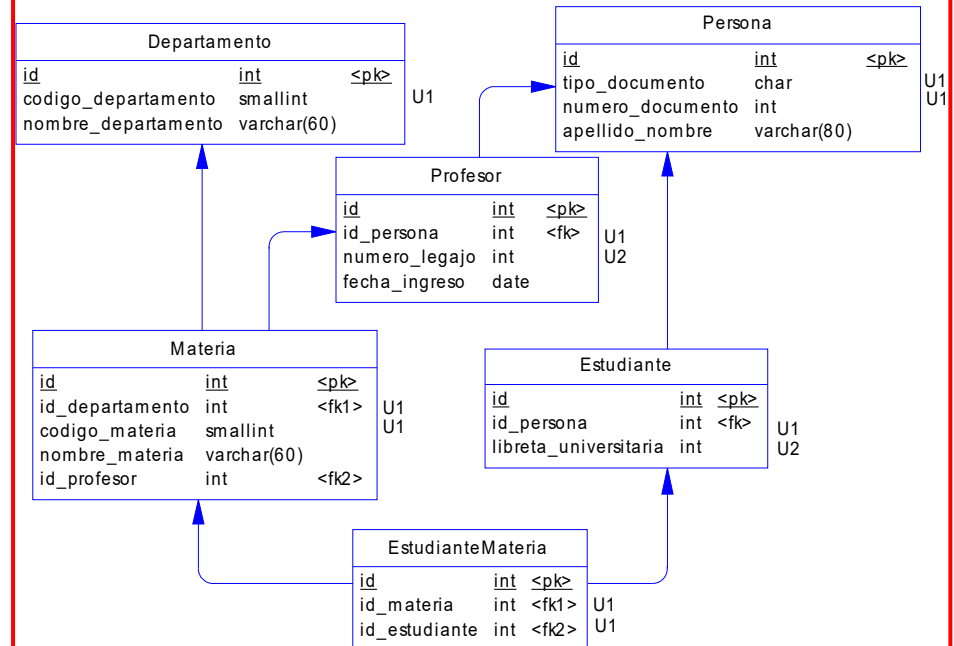 Departamento
id int <pk>
codigo_departamento smallint U1
nombre_departamento varchar(60)
Persona
id int <pk>
tipo_documento char U1
numero_documento int U1
apellido_nombre varchar(80)
Profesor
id int <pk>
id_persona int <fk> U1
numero_legajo int U2
fecha_ingreso date
Materia
id int <pk>
id_departamento int <fk1> U1
codigo_materia smallint U1
nombre_materia varchar(60)
id_profesor int <fk2>
Estudiante
id int <pk>
id_persona int <fk> U1
libreta_universitaria int U2
EstudianteMateria
id int <pk>
id_materia int <fk1> U1
id_estudiante int <fk2> U1